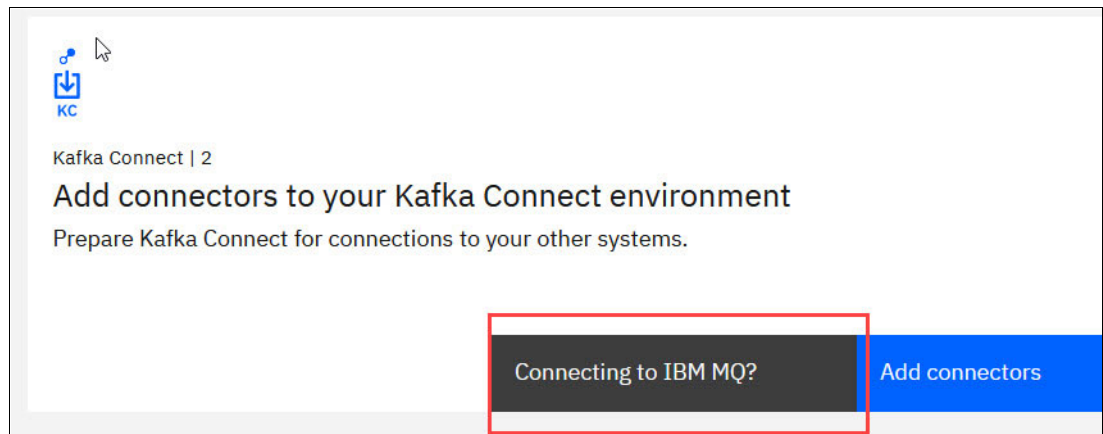 KC
Kafka Connect | 2
Add connectors to your Kafka Connect environment
Prepare Kafka Connect for connections to your other systems.
Connecting to IBM MQ?
Add connectors